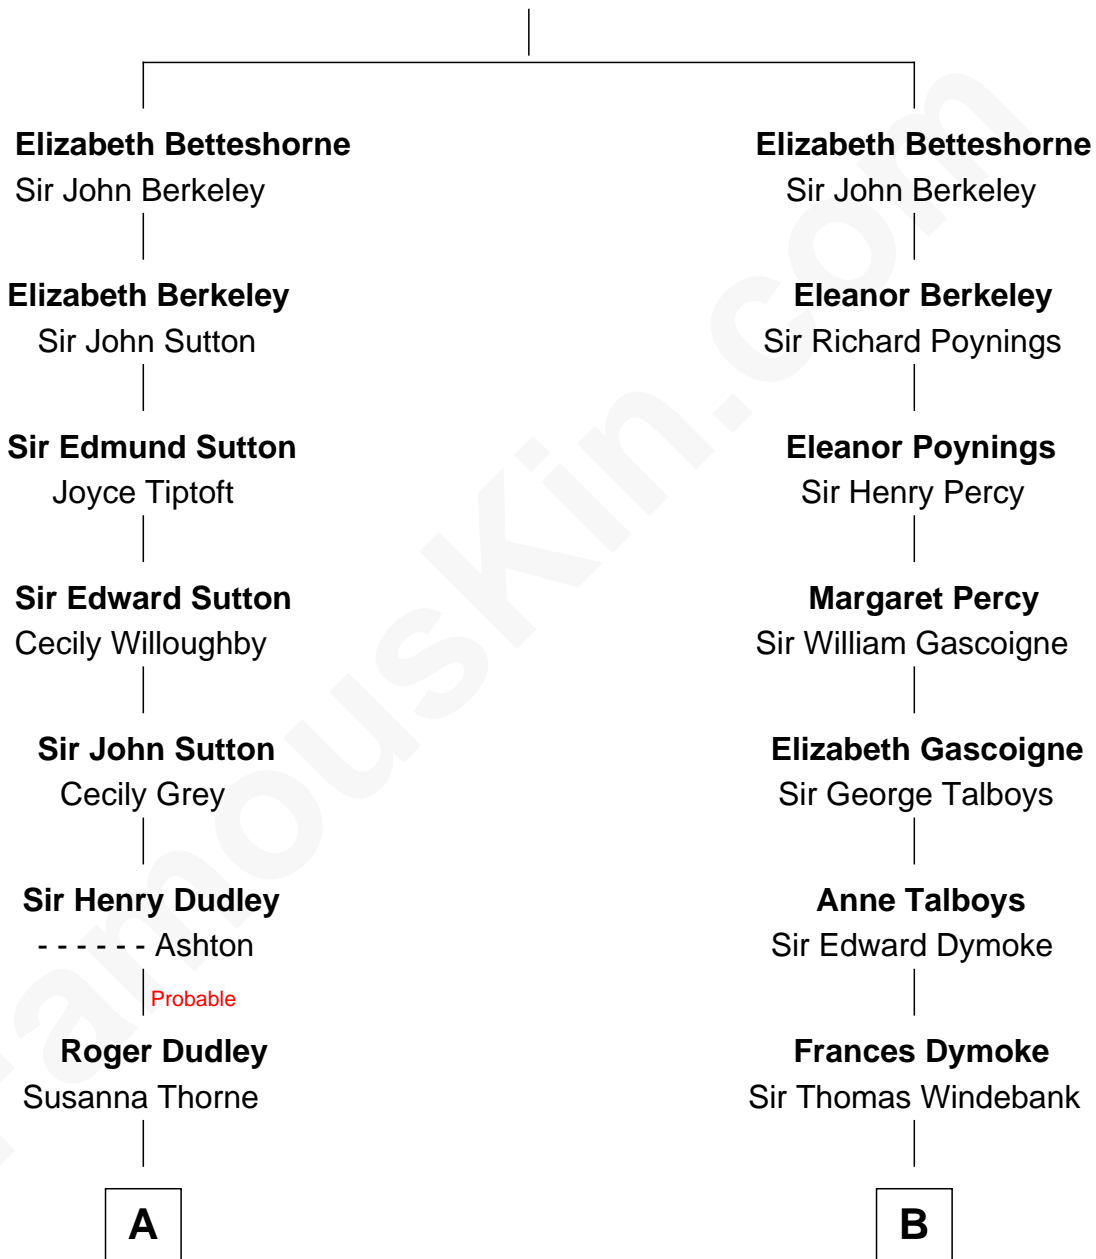 Elizabeth Betteshorne
Sir John Berkeley
Elizabeth Berkeley
Sir John Sutton
Sir Edmund Sutton
Joyce Tiptoft
Sir Edward Sutton
Cecily Willoughby
Sir John Sutton
Cecily Grey
Sir Henry Dudley
- - - - - - Ashton
Probable
Roger Dudley
Susanna Thorne
A
Elizabeth Betteshorne
Sir John Berkeley
Eleanor Berkeley
Sir Richard Poynings
Eleanor Poynings
Sir Henry Percy
Margaret Percy
Sir William Gascoigne
Elizabeth Gascoigne
Sir George Talboys
Anne Talboys
Sir Edward Dymoke
Frances Dymoke
Sir Thomas Windebank
B
FamousKin.com